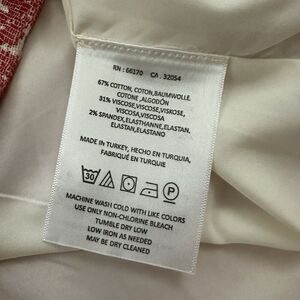 RN : 66170 CA . 32054
67% COTTON, COTON,BAUMWOLLE,
COTONE ,ALGODÓN
31% VISCOSE,VISCOSE,VISKOSE,
VISCOSA,VISCOSA
2% SPANDEX,ELASTHANNE,ELASTAN,
ELASTAN,ELASTANO
MADE IN TURKEY, HECHO EN TURQUIA,
FABRIQUÉ EN TURQUIE
30 P
MACHINE WASH COLD WITH LIKE COLORS
USE ONLY NON-CHLORINE BLEACH
TUMBLE DRY LOW
LOW IRON AS NEEDED
MAY BE DRY CLEANED